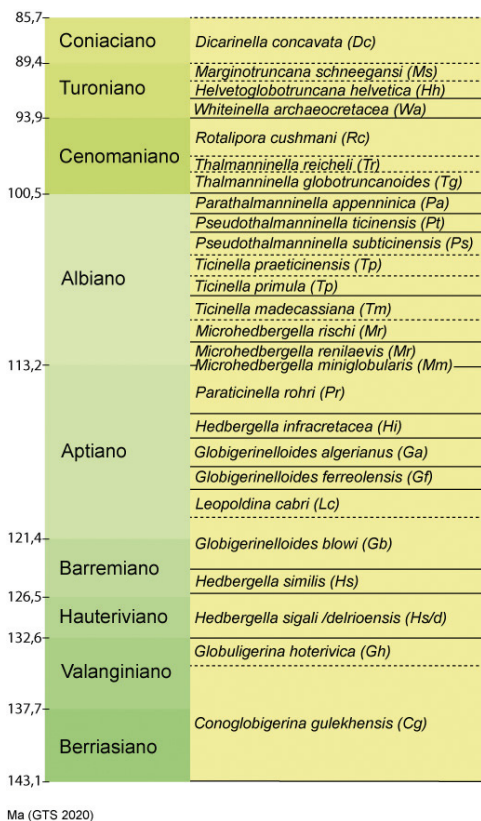 85,7
Coniaciano
Dicarinella concavata (Dc)
89,4
Marginotruncana schneegansi (Ms)
Turoniano
Helvetoglobotruncana helvetica (Hh)
Whiteinella archaeocretacea (Wa)
93,9
Rotalipora cushmani (Rc)
Cenomaniano
Thalmanninella reicheli (Tr)
Thalmanninella globotruncanoides (Tg)
100,5
Parathalmanninella appenninica (Pa)
Pseudothalmanninella ticinensis (Pt)
Pseudothalmanninella subticinensis (Ps)
Ticinella praeticinensis (Tp)
Albiano
Ticinella primula (Tp)
Ticinella madecassiana (Tm)
Microhedbergella rischi (Mr)
Microhedbergella renilaevis (Mr)
113,2
Microhedbergella miniglobularis (Mm)
Paraticinella rohri (Pr)
Hedbergella infracretacea (Hi)
Aptiano
Globigerinelloides algerianus (Ga)
Globigerinelloides ferreolensis (Gf)
Leopoldina cabri (Lc)
121,4
Globigerinelloides blowi (Gb)
Barremiano
Hedbergella similis (Hs)
126,5
Hauteriviano
Hedbergella sigali /delrioensis (Hs/d)
132,6
Globuligerina hoterivica (Gh)
Valanginiano
137,7
Conoglobigerina gulekhensis (Cg)
Berriasiano
143,1
Ma (GTS 2020)